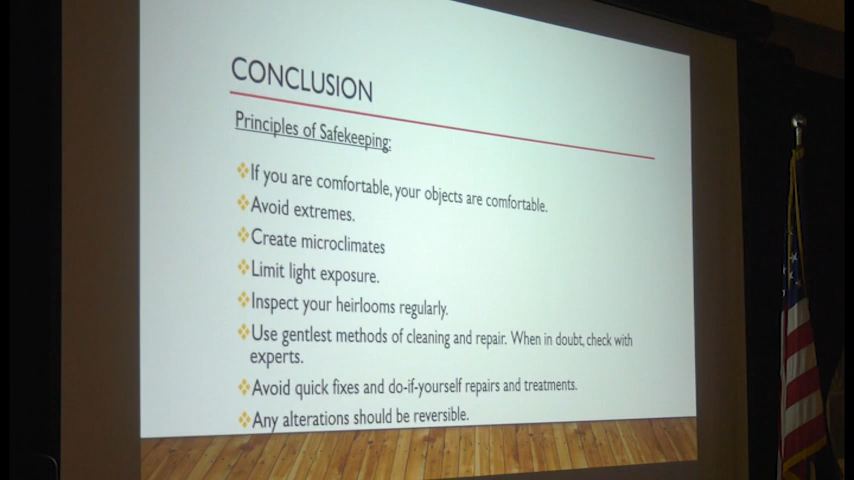 CONCLUSION
Principles of Safekeeping:
If you are comfortable, your objects are comfortable.
Avoid extremes.
Create microclimates
Limit light exposure.
Inspect your heirlooms regularly.
Use gentlest methods of cleaning and repair. When in doubt, check with
experts.
Avoid quick fixes and do-if-yourself repairs and treatments.
Any alterations should be reversible.